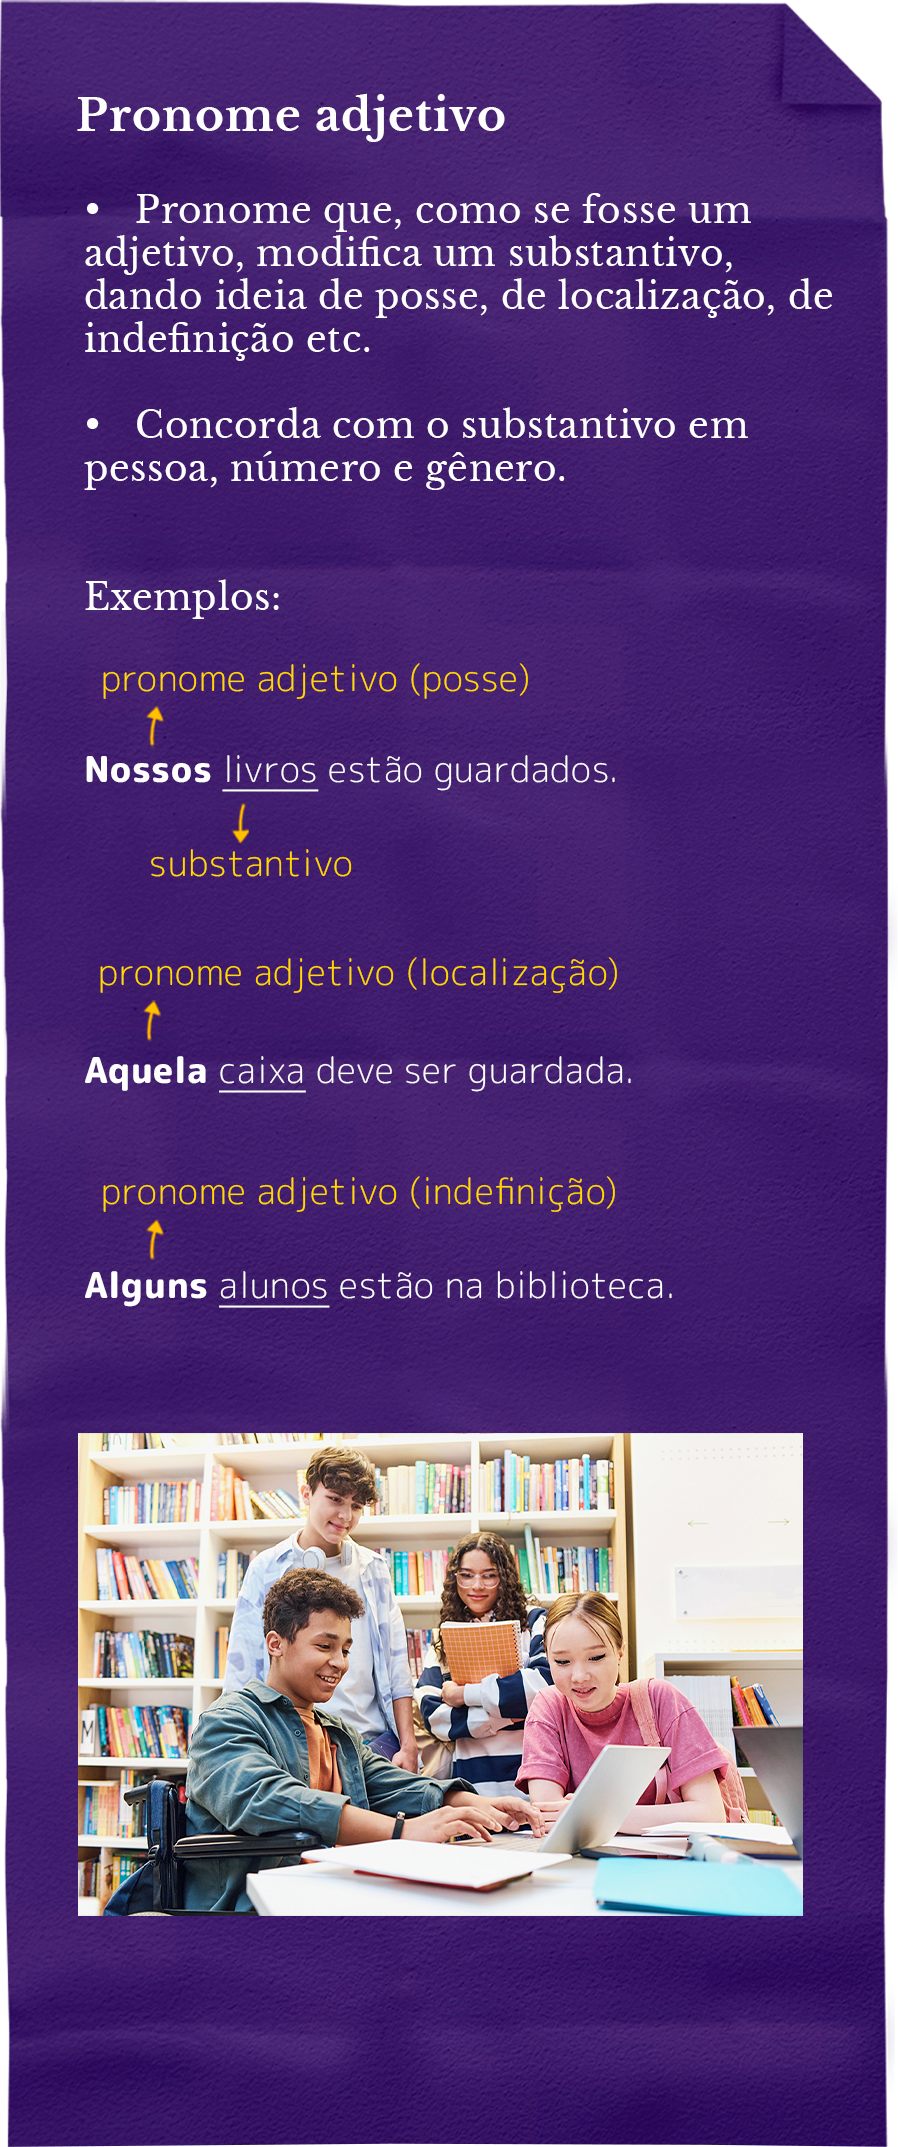 Pronome adjetivo
• Pronome que, como se fosse um
adjetivo, modifica um substantivo,
dando ideia de posse, de localização, de
indefinição etc.
• Concorda com o substantivo em
pessoa, número e gênero.
Exemplos:
pronome adjetivo (posse)
Nossos livros estão guardados.
substantivo
pronome adjetivo (localização)
Aquela caixa deve ser guardada.
pronome adjetivo (indefinição)
Alguns alunos estão na biblioteca.
M